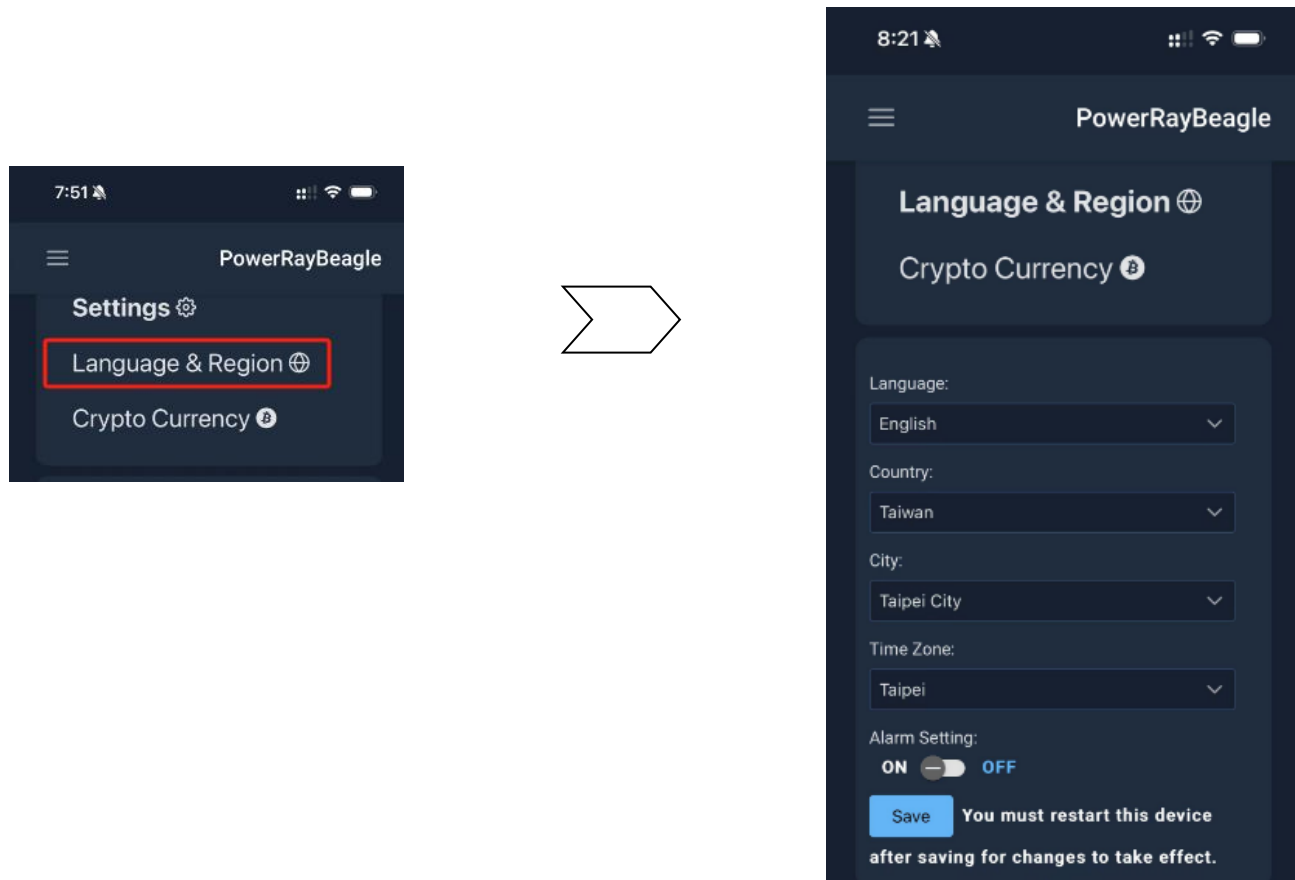 7:51
PowerRayBeagle
Settings
Language & Region
Crypto Currency
8:21
PowerRayBeagle
Language & Region
Crypto Currency
Language:
English
Country:
Taiwan
City:
Taipei City
Time Zone:
Taipei
Alarm Setting:
ON OFF
Save You must restart this device
after saving for changes to take effect.